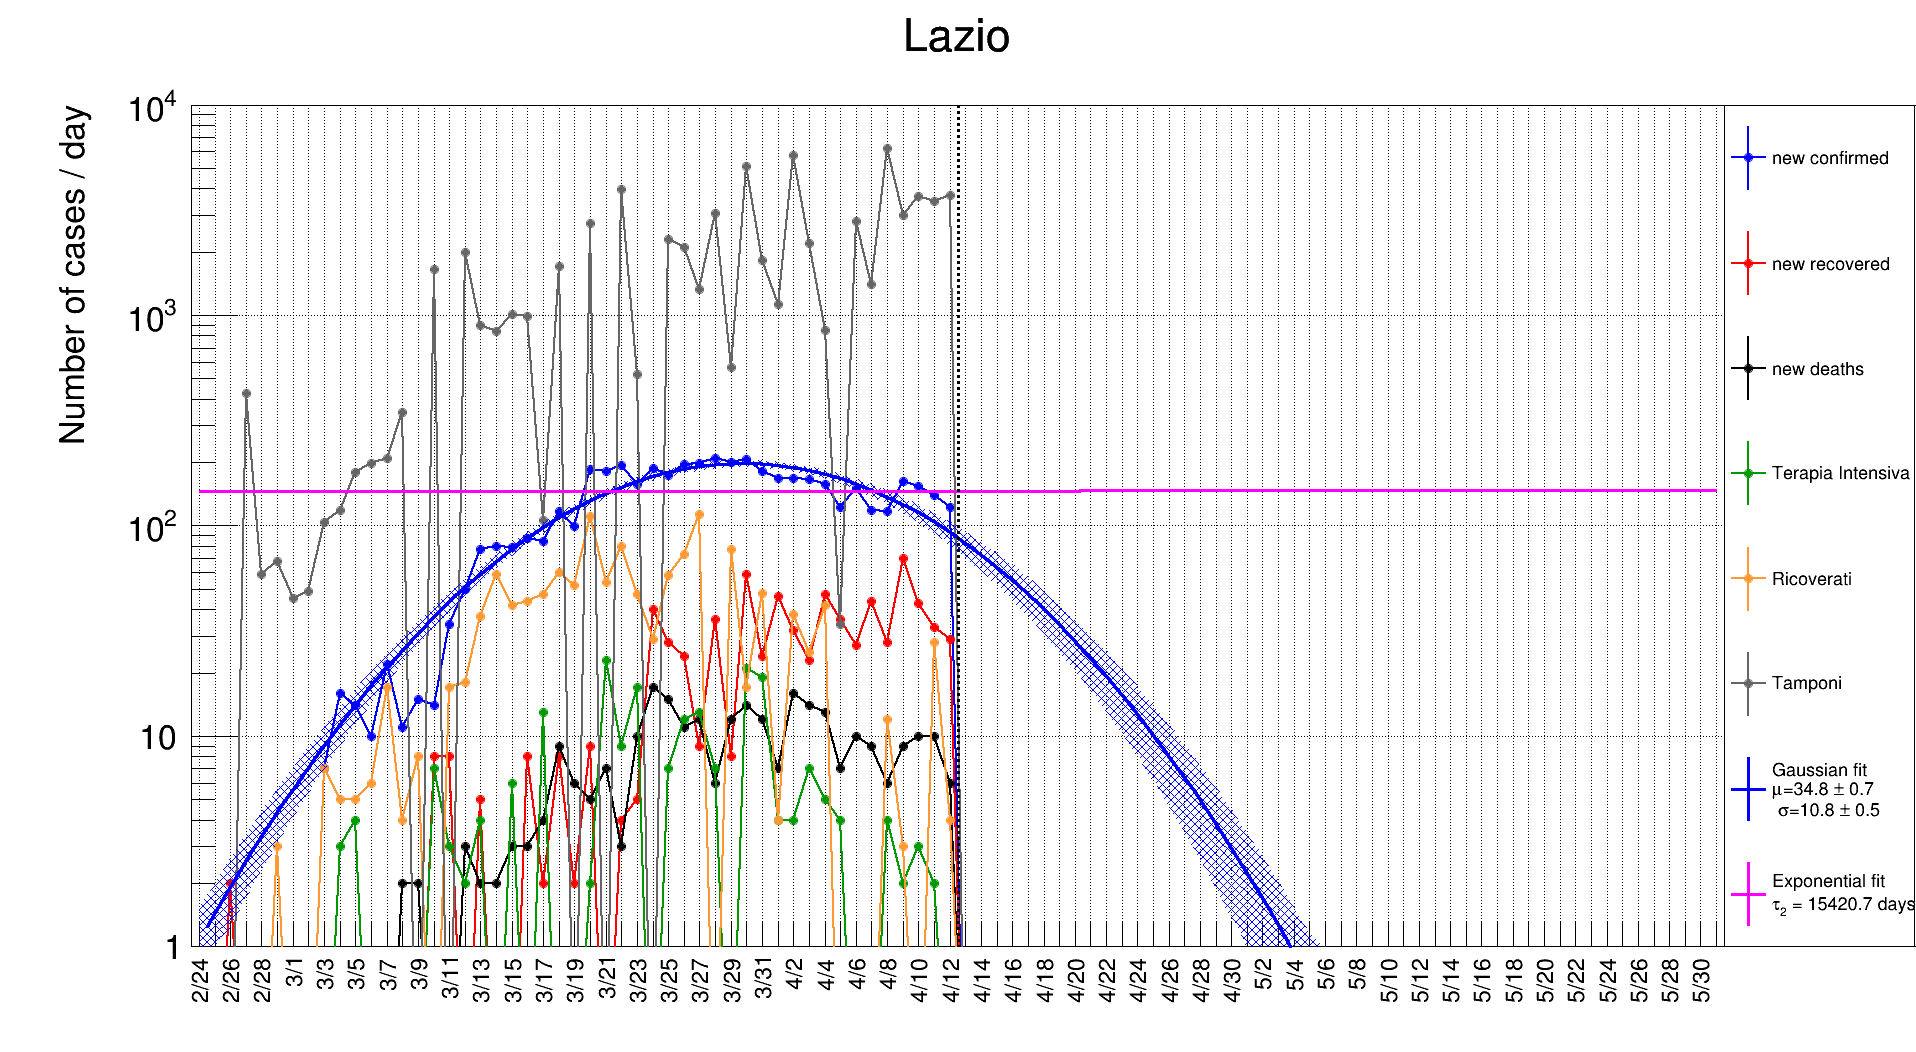 Lazio
Number of cases / day
10⁴
10³
10²
10
1
2/24 2/26 2/28 3/1 3/3 3/5 3/7 3/9 3/11 3/13 3/15 3/17 3/19 3/21 3/23 3/25 3/27 3/29 3/31 4/2 4/4 4/6 4/8 4/10 4/12 4/14 4/16 4/18 4/20 4/22 4/24 4/26 4/28 4/30 5/2 5/4 5/6 5/8 5/10 5/12 5/14 5/16 5/18 5/20 5/22 5/24 5/26 5/28 5/30
new confirmed
new recovered
new deaths
Terapia Intensiva
Ricoverati
Tamponi
Gaussian fit
μ=34.8 ± 0.7
σ=10.8 ± 0.5
Exponential fit
τ₂ = 15420.7 days